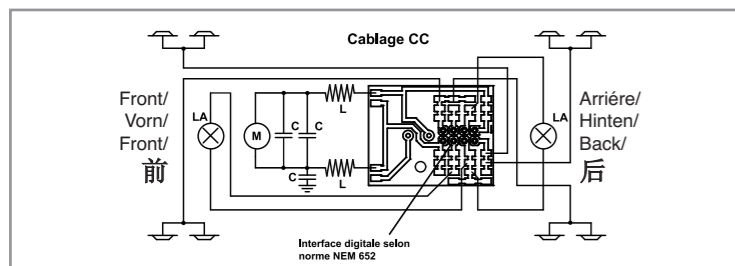 Cablage CC
Front/
Vorn/
Front/
前
LA
M
C
C
C
L
L
LA
Arriére/
Hinten/
Back/
后
Interface digitale selon
norme NEM 652